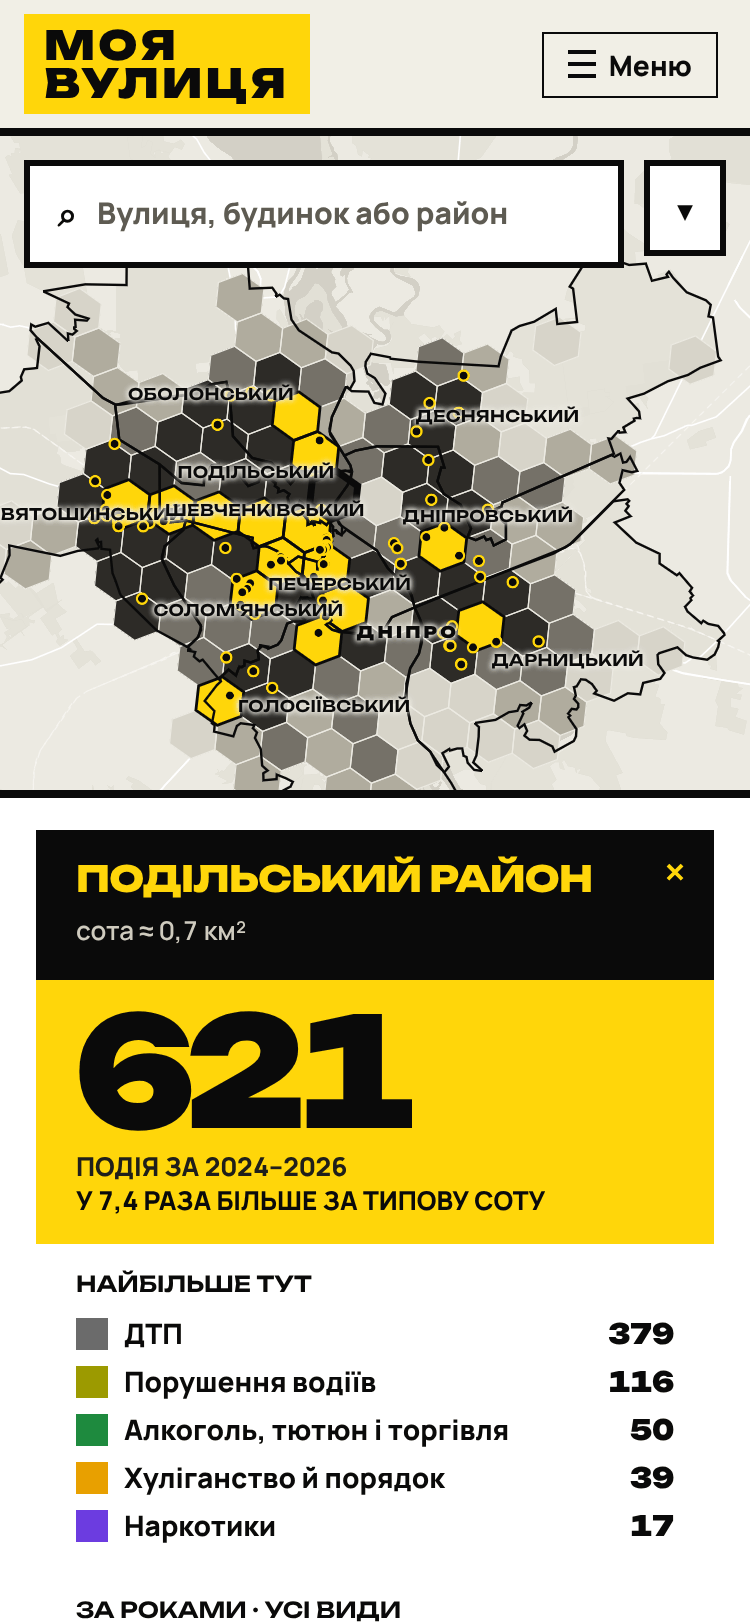 МОЯ
ВУЛИЦЯ
Меню
Вулиця, будинок або район
ОБОЛОНСЬКИЙ
ДЕСНЯНСЬКИЙ
ПОДІЛЬСЬКИЙ
ШЕВЧЕНКІВСЬКИЙ
ДНІПРОВСЬКИЙ
ПЕЧЕРСЬКИЙ
СОЛОМ'ЯНСЬКИЙ
ДНІПРО
ДАРНИЦЬКИЙ
ГОЛОСІЇВСЬКИЙ
ПОДІЛЬСЬКИЙ РАЙОН
×
сота ≈ 0,7 км²
621
ПОДІЯ ЗА 2024–2026
У 7,4 РАЗА БІЛЬШЕ ЗА ТИПОВУ СОТУ
НАЙБІЛЬШЕ ТУТ
ДТП 379
Порушення водіїв 116
Алкоголь, тютюн і торгівля 50
Хуліганство й порядок 39
Наркотики 17
ЗА РОКАМИ · УСІ ВИДИ